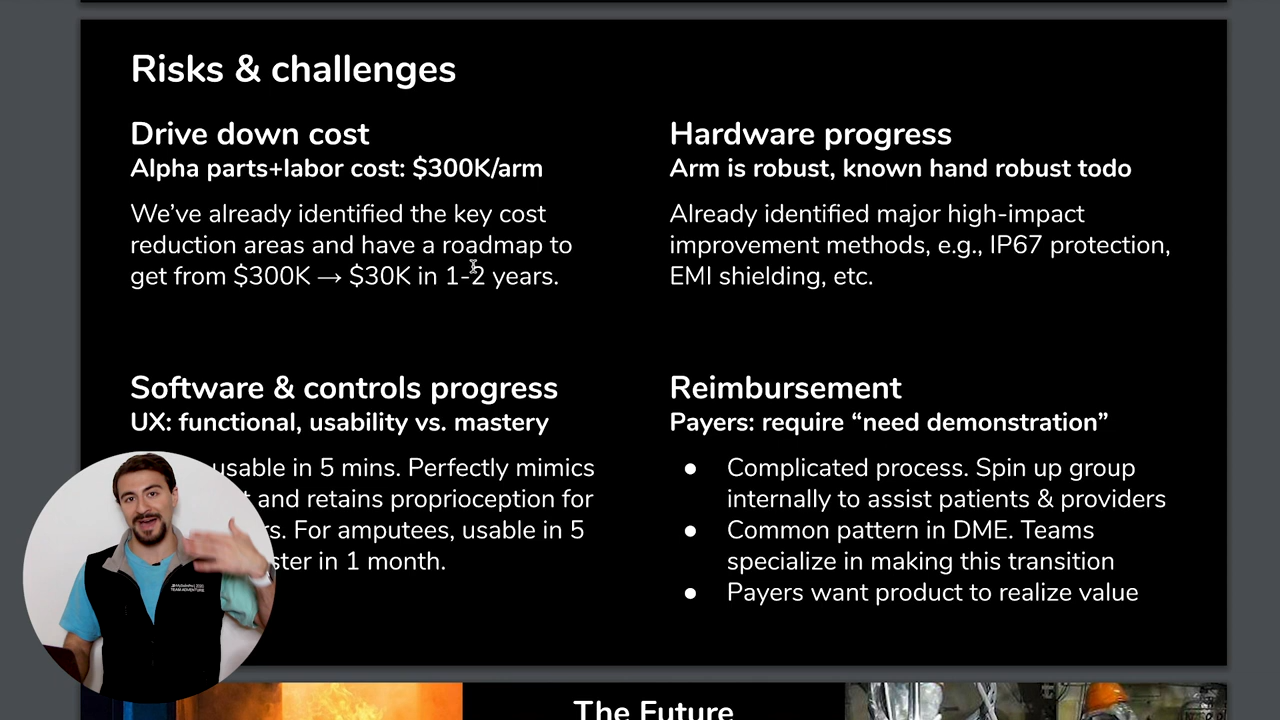 Risks & challenges
Drive down cost
Alpha parts+labor cost: $300K/arm
We've already identified the key cost
reduction areas and have a roadmap to
get from $300K → $30K in 1-2 years.
Hardware progress
Arm is robust, known hand robust todo
Already identified major high-impact
improvement methods, e.g., IP67 protection,
EMI shielding, etc.
Software & controls progress
UX: functional, usability vs. mastery
usable in 5 mins. Perfectly mimics
and retains proprioception for
For amputees, usable in 5
in 1 month.
Reimbursement
Payers: require “need demonstration”
● Complicated process. Spin up group
internally to assist patients & providers
● Common pattern in DME. Teams
specialize in making this transition
● Payers want product to realize value
TEAM ADVENTURE
The Future